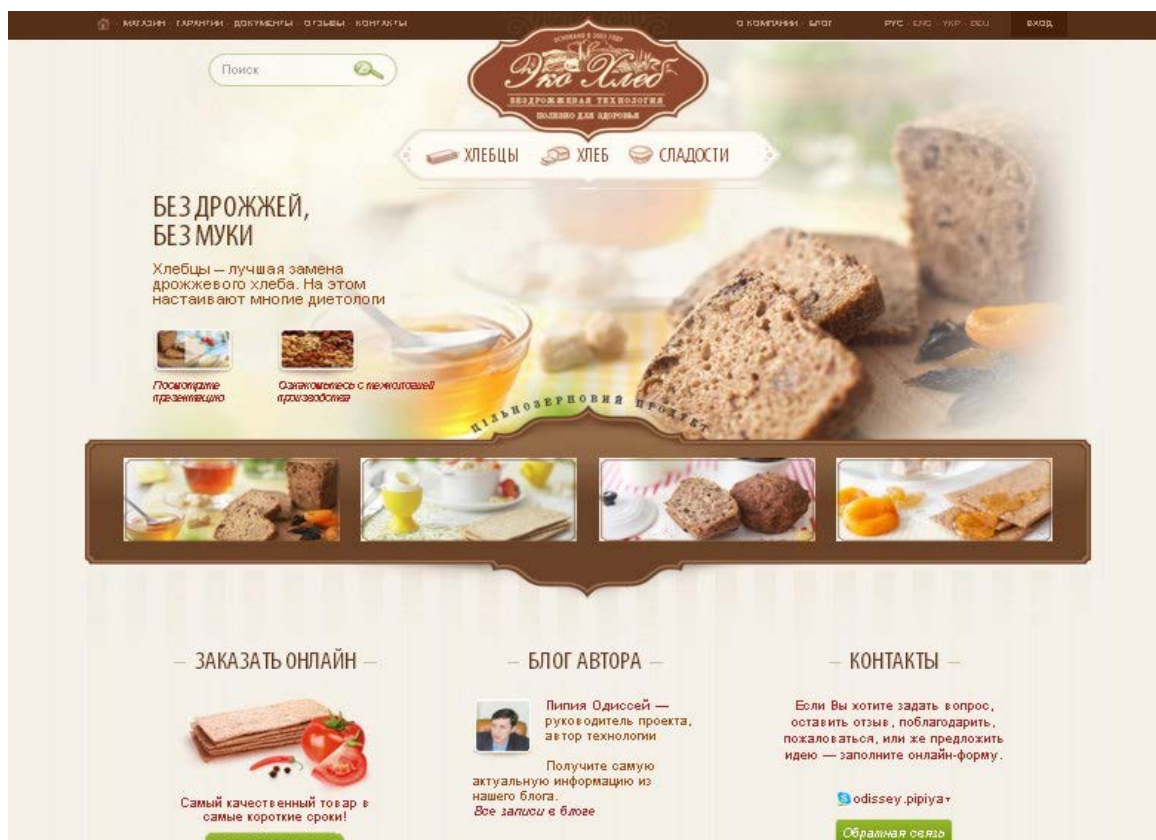 МАГАЗИН · ГАРАНТИИ · ДОКУМЕНТЫ · ОТЗЫВЫ · КОНТАКТЫ
О КОМПАНИИ · БЛОГ
РУС · ENG · УКР · DEU
ВХОД
Поиск
ОСНОВАНО В 2003 ГОДУ
Эко Хлеб
БЕЗДРОЖЖЕВАЯ ТЕХНОЛОГИЯ
ПОЛЕЗНО ДЛЯ ЗДОРОВЬЯ
ХЛЕБЦЫ ХЛЕБ СЛАДОСТИ
БЕЗ ДРОЖЖЕЙ,
БЕЗ МУКИ
Хлебцы — лучшая замена
дрожжевого хлеба. На этом
настаивают многие диетологи
Посмотрите
презентацию
Ознакомьтесь с технологией
производства
ЦІЛЬНОЗЕРНОВИЙ ПРОДУКТ
— ЗАКАЗАТЬ ОНЛАЙН —
Самый качественный товар в
самые короткие сроки!
— БЛОГ АВТОРА —
Пипия Одиссей —
руководитель проекта,
автор технологии
Получите самую
актуальную информацию из
нашего блога.
Все записи в блоге
— КОНТАКТЫ —
Если Вы хотите задать вопрос,
оставить отзыв, поблагодарить,
пожаловаться, или же предложить
идею — заполните онлайн-форму.
odissey.pipiya
Обратная связь